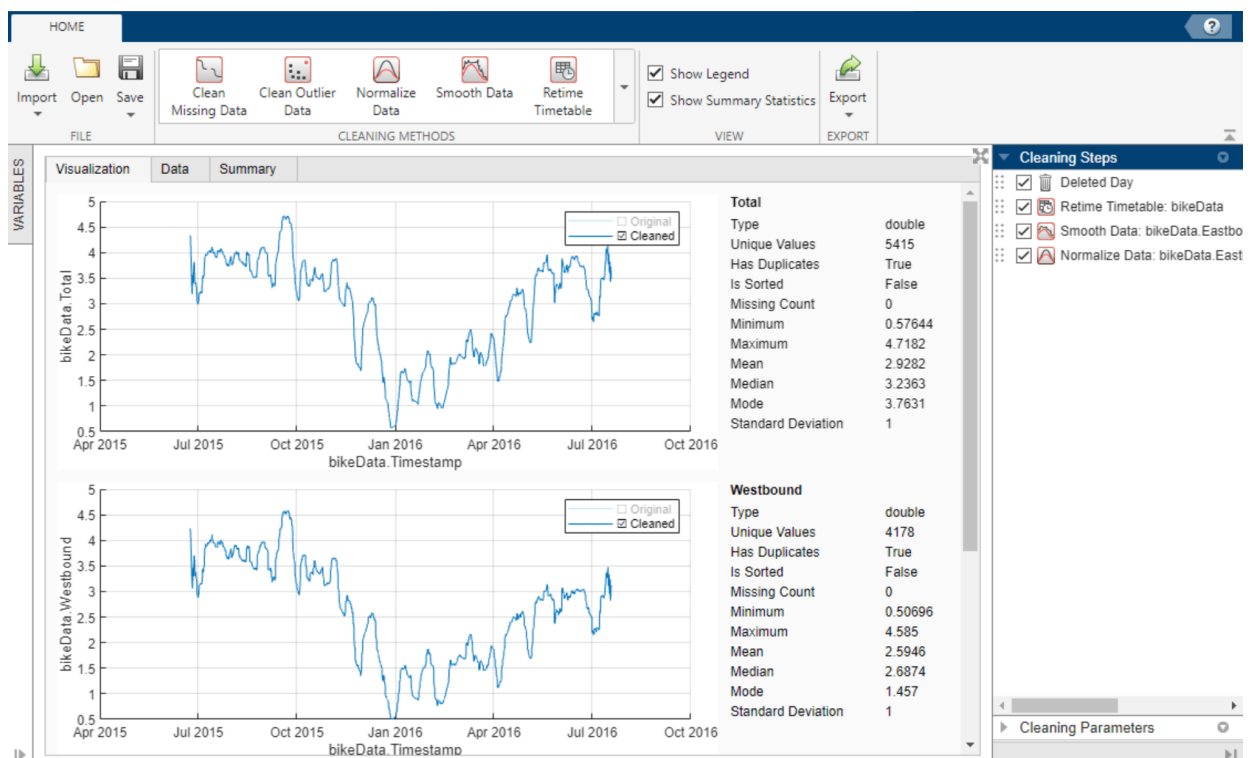 HOME
?
Import
Open
Save
Clean Missing Data
Clean Outlier Data
Normalize Data
Smooth Data
Retime Timetable
Show Legend
Show Summary Statistics
Export
FILE
CLEANING METHODS
VIEW
EXPORT
VARIABLES
Visualization
Data
Summary
bikeData.Total
5
4.5
4
3.5
3
2.5
2
1.5
1
0.5
Original
Cleaned
Apr 2015
Jul 2015
Oct 2015
Jan 2016
Apr 2016
Jul 2016
Oct 2016
bikeData.Timestamp
Total
Type double
Unique Values 5415
Has Duplicates True
Is Sorted False
Missing Count 0
Minimum 0.57644
Maximum 4.7182
Mean 2.9282
Median 3.2363
Mode 3.7631
Standard Deviation 1
bikeData.Westbound
5
4.5
4
3.5
3
2.5
2
1.5
1
0.5
Original
Cleaned
Apr 2015
Jul 2015
Oct 2015
Jan 2016
Apr 2016
Jul 2016
Oct 2016
bikeData.Timestamp
Westbound
Type double
Unique Values 4178
Has Duplicates True
Is Sorted False
Missing Count 0
Minimum 0.50696
Maximum 4.585
Mean 2.5946
Median 2.6874
Mode 1.457
Standard Deviation 1
Cleaning Steps
Deleted Day
Retime Timetable: bikeData
Smooth Data: bikeData.Eastbo
Normalize Data: bikeData.East
Cleaning Parameters